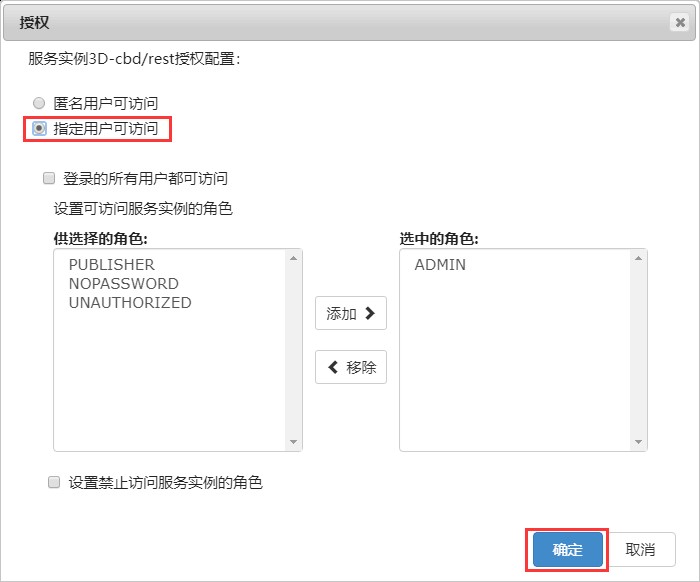 授权
服务实例3D-cbd/rest授权配置：
匿名用户可访问
指定用户可访问
登录的所有用户都可访问
设置可访问服务实例的角色
供选择的角色:
选中的角色:
PUBLISHER
NOPASSWORD
UNAUTHORIZED
ADMIN
添加
移除
设置禁止访问服务实例的角色
确定
取消